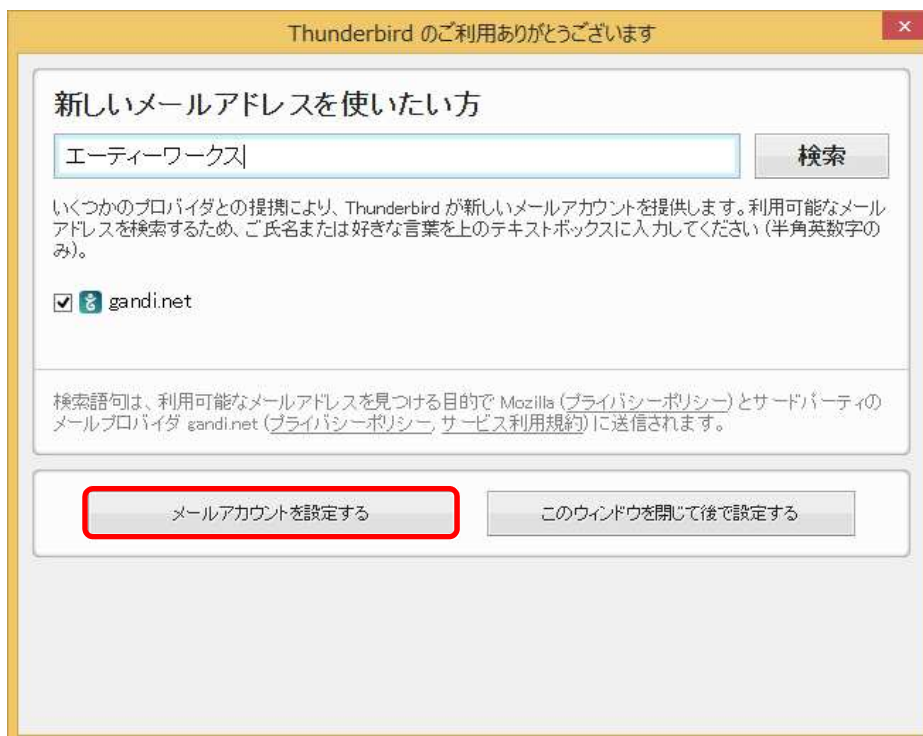 Thunderbird のご利用ありがとうございます
新しいメールアドレスを使いたい方
エーティーワークス
検索
いくつかのプロバイダとの提携により、Thunderbird が新しいメールアカウントを提供します。利用可能なメール
アドレスを検索するため、ご氏名または好きな言葉を上のテキストボックスに入力してください (半角英数字の
み)。
gandi.net
検索語句は、利用可能なメールアドレスを見つける目的で Mozilla (プライバシーポリシー) とサードパーティの
メールプロバイダ gandi.net (プライバシーポリシー, サービス利用規約) に送信されます。
メールアカウントを設定する
このウィンドウを閉じて後で設定する